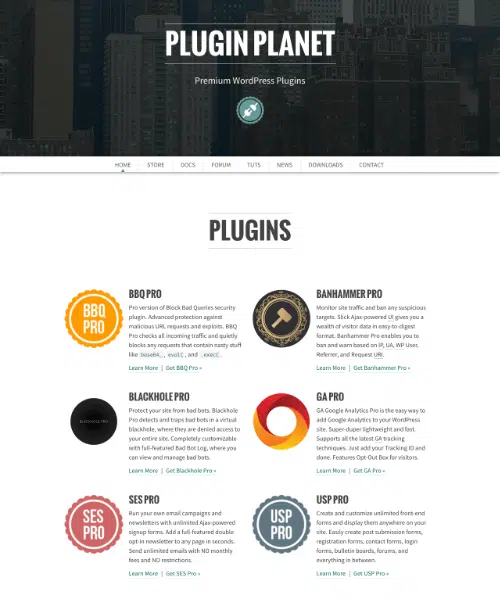 PLUGIN PLANET
Premium WordPress Plugins
HOME STORE DOCS FORUM TUTS NEWS DOWNLOADS CONTACT
PLUGINS
BBQ
PRO
BBQ PRO
Pro version of Block Bad Queries security
plugin. Advanced protection against
malicious URL requests and exploits. BBQ
Pro checks all incoming traffic and quietly
blocks any requests that contain nasty stuff
like base64_, eval(, and .exec(.
Learn More | Get BBQ Pro »
BANHAMMER PRO
Monitor site traffic and ban any suspicious
targets. Slick Ajax-powered UI gives you a
wealth of visitor data in easy-to-digest
format. Banhammer Pro enables you to
ban and warn based on IP, UA, WP User,
Referrer, and Request URI.
Learn More | Get Banhammer Pro »
BLACKHOLE PRO
BLACKHOLE PRO
Protect your site from bad bots. Blackhole
Pro detects and traps bad bots in a virtual
blackhole, where they are denied access to
your entire site. Completely customizable
with full-featured Bad Bot Log, where you
can view and manage bad bots.
Learn More | Get Blackhole Pro »
GA PRO
GA Google Analytics Pro is the easy way to
add Google Analytics to your WordPress
site. Super-duper lightweight and fast.
Supports all the latest GA tracking
techniques. Just add your Tracking ID and
done. Features Opt-Out Box for visitors.
Learn More | Get GA Pro »
SES
PRO
SES PRO
Run your own email campaigns and
newsletters with unlimited Ajax-powered
signup forms. Add a full-featured double
opt-in newsletter to any page in seconds.
Send unlimited emails with NO monthly
fees and NO restrictions.
Learn More | Get SES Pro »
USP
PRO
USP PRO
Create and customize unlimited front-end
forms and display them anywhere on your
site. Easily create post submission forms,
registration forms, contact forms, login
forms, bulletin boards, forums, and
everything in between.
Learn More | Get USP Pro »